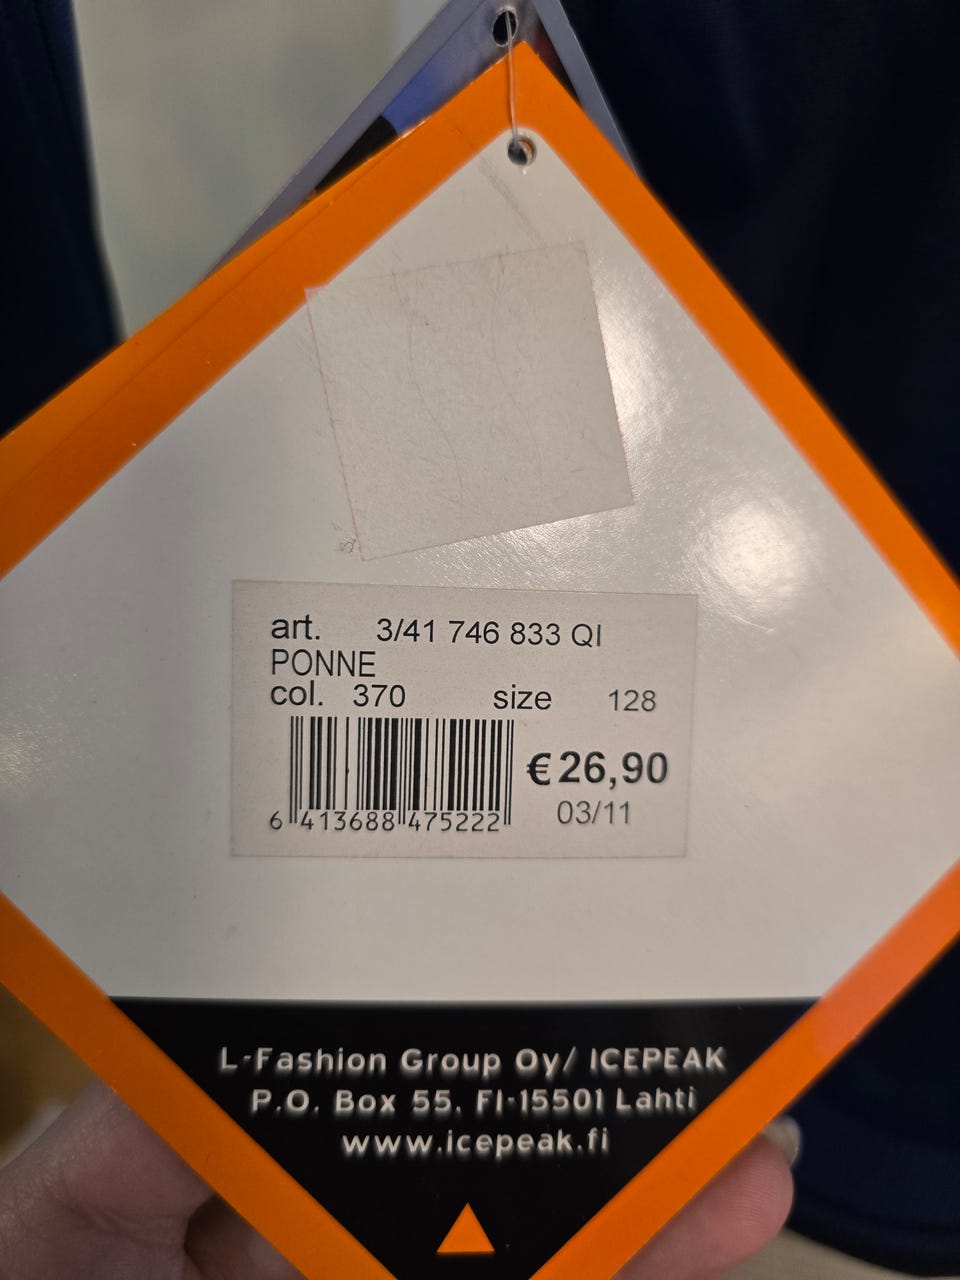 art. 3/41 746 833 QI
PONNE
col. 370 size 128
€26,90
03/11
6 413688 475222
L-Fashion Group Oy/ ICEPEAK
P.O. Box 55, FI-15501 Lahti
www.icepeak.fi